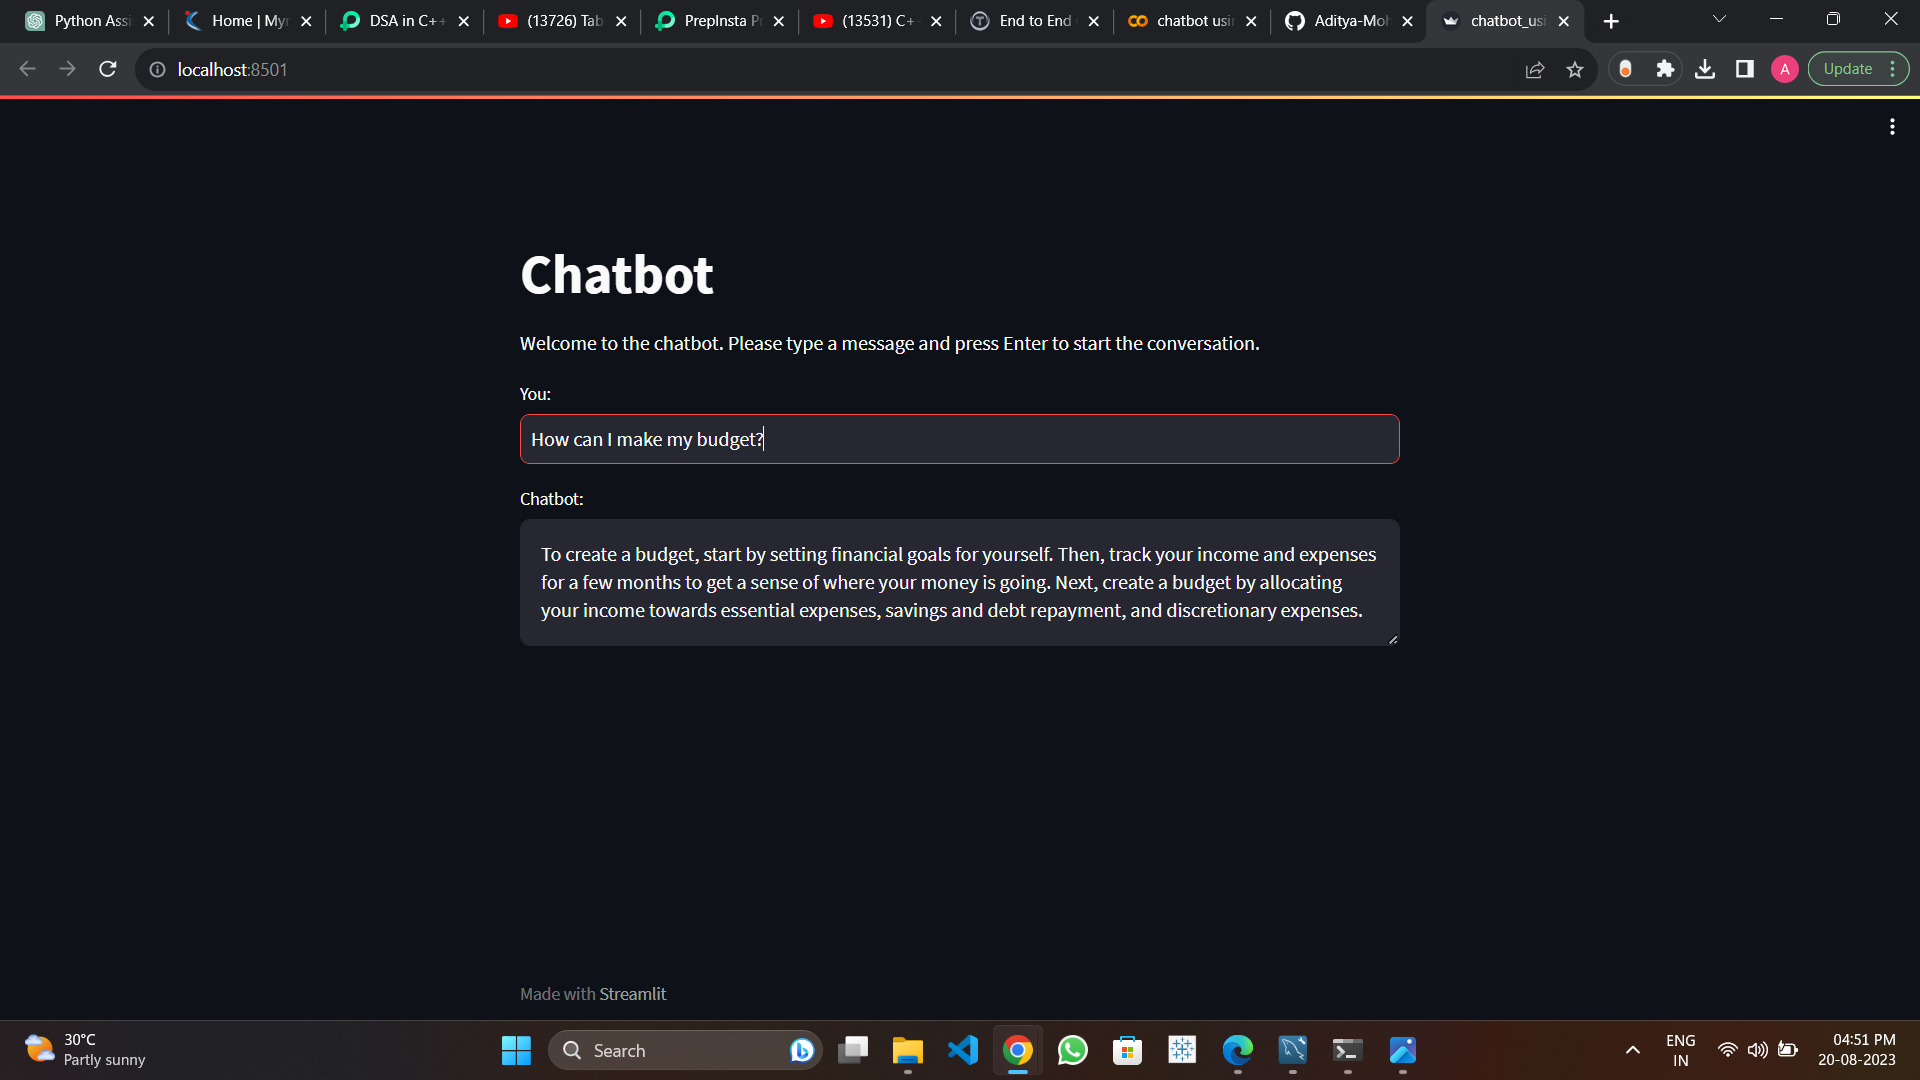 Python Assi
Home | Myn
DSA in C++
(13726) Tab
PrepInsta P
(13531) C+
End to End
chatbot usin
Aditya-Moh
chatbot_usi
localhost:8501
A
Update
Chatbot
Welcome to the chatbot. Please type a message and press Enter to start the conversation.
You:
How can I make my budget?
Chatbot:
To create a budget, start by setting financial goals for yourself. Then, track your income and expenses
for a few months to get a sense of where your money is going. Next, create a budget by allocating
your income towards essential expenses, savings and debt repayment, and discretionary expenses.
Made with Streamlit
30°C
Partly sunny
Search
ENG
IN
04:51 PM
20-08-2023